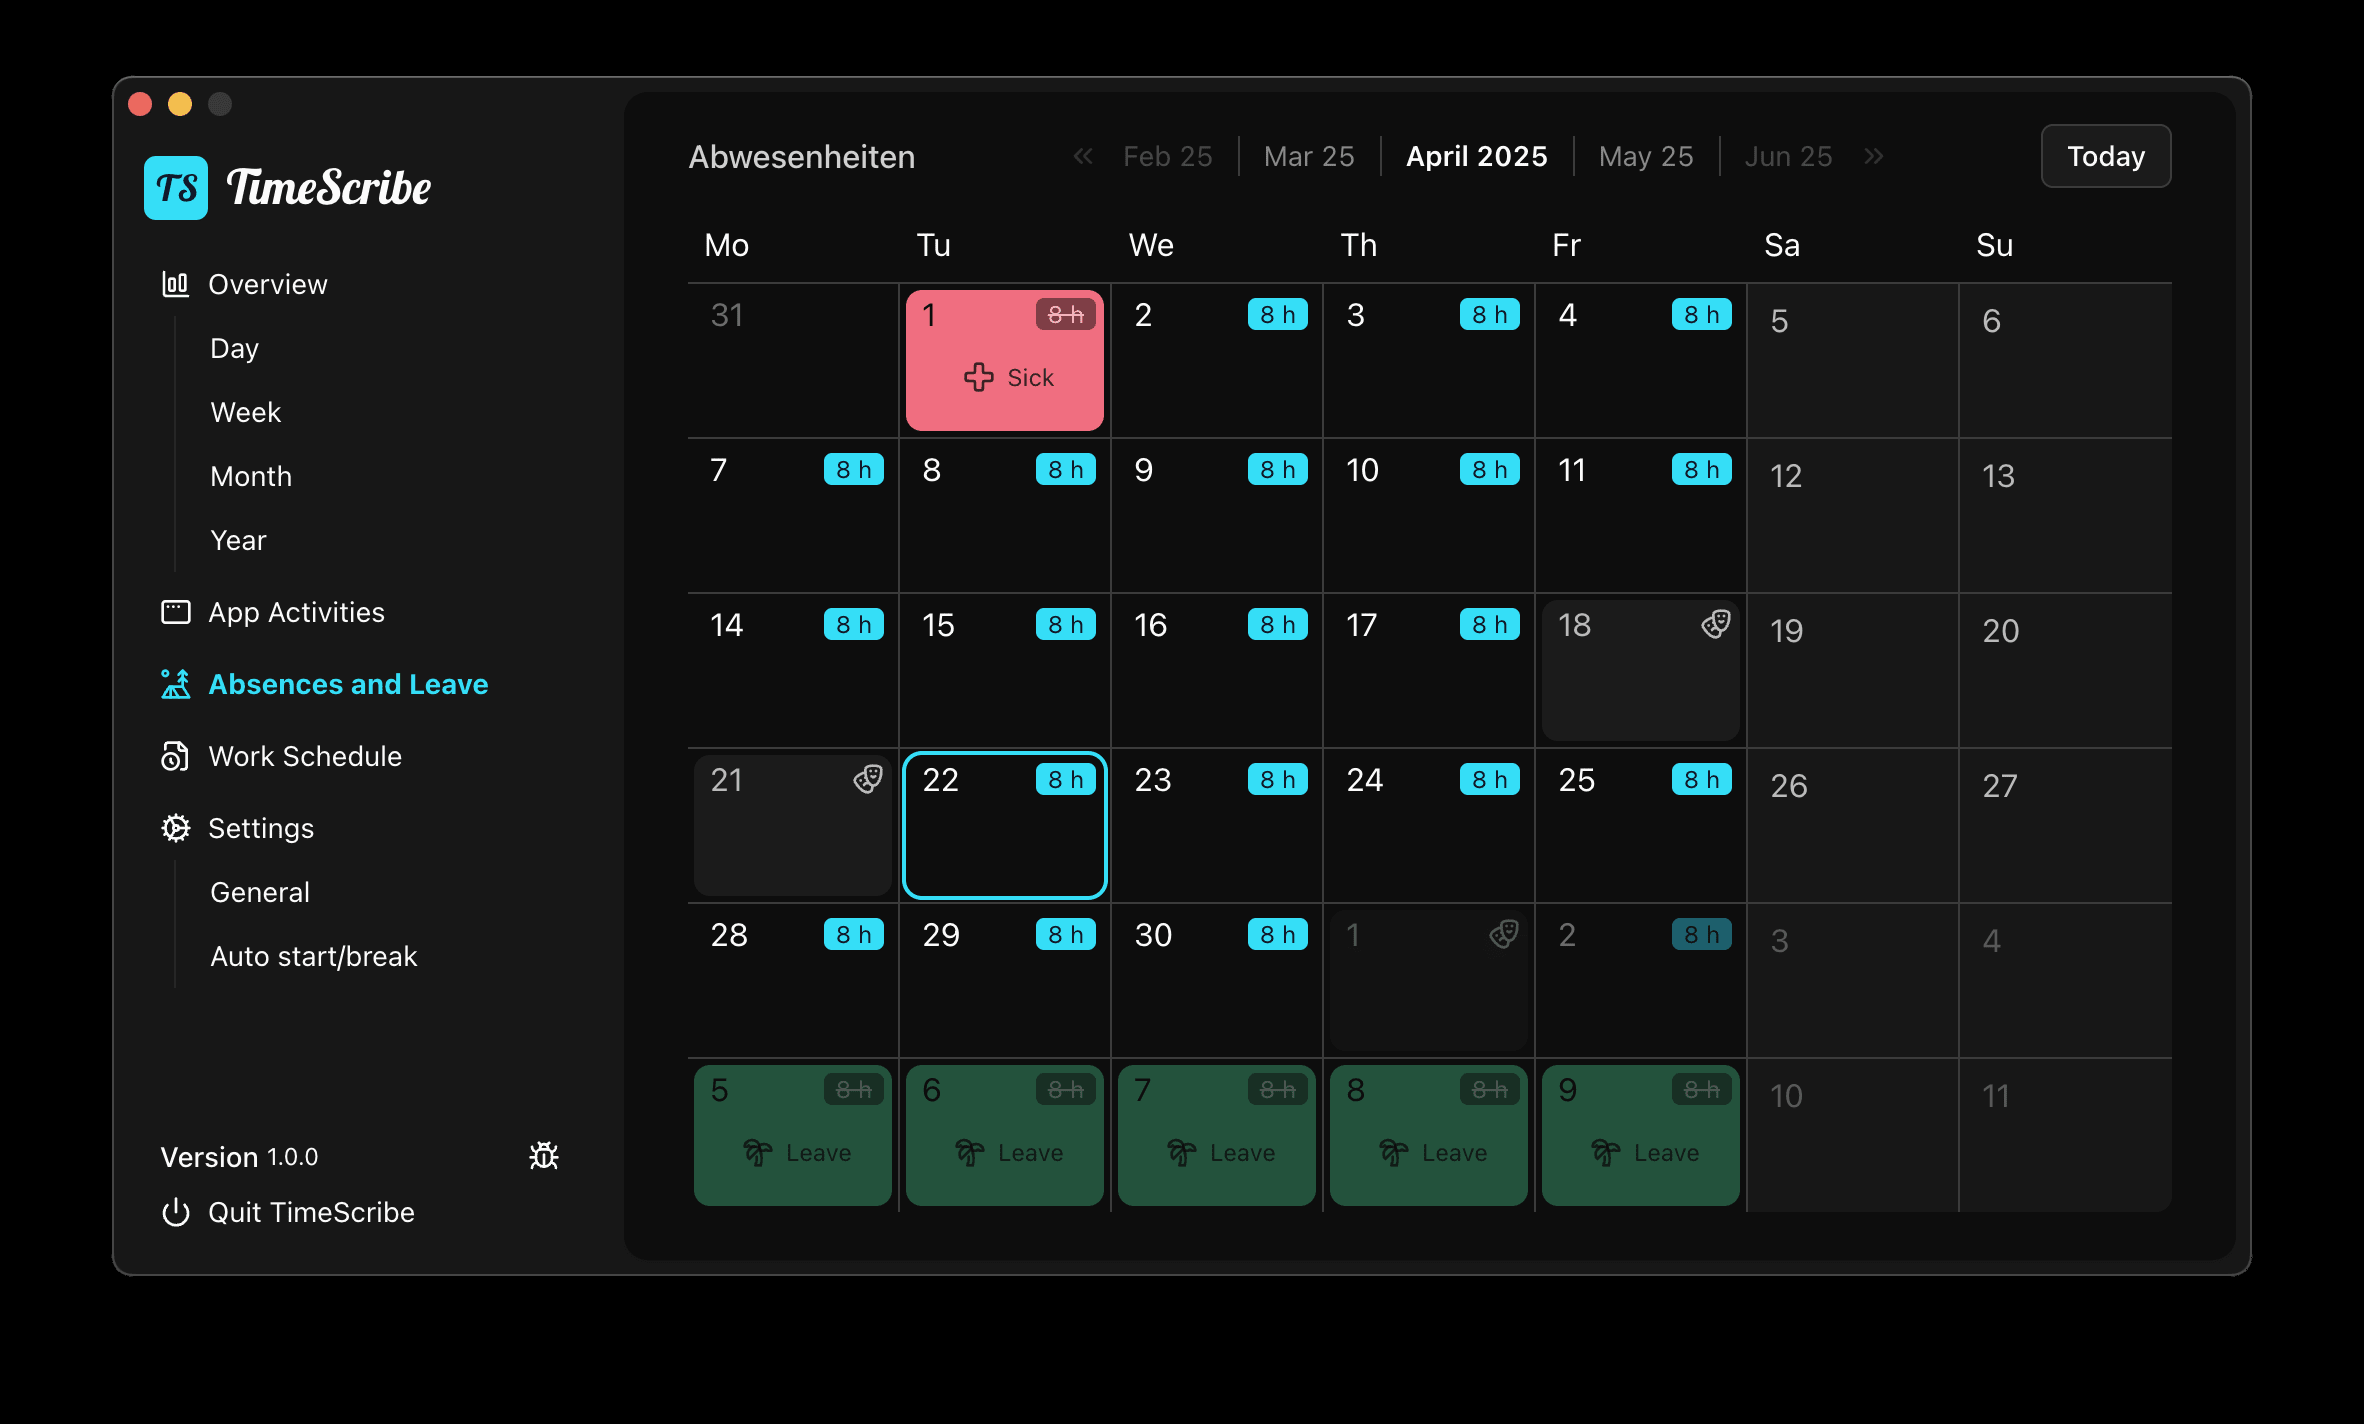 TS TimeScribe
Overview
Day
Week
Month
Year
App Activities
Absences and Leave
Work Schedule
Settings
General
Auto start/break
Version 1.0.0
Quit TimeScribe
Abwesenheiten « Feb 25 Mar 25 April 2025 May 25 Jun 25 » Today
Mo Tu We Th Fr Sa Su
31 1 8 h 2 8 h 3 8 h 4 8 h 5 6
Sick
7 8 h 8 8 h 9 8 h 10 8 h 11 8 h 12 13
14 8 h 15 8 h 16 8 h 17 8 h 18 19 20
21 22 8 h 23 8 h 24 8 h 25 8 h 26 27
28 8 h 29 8 h 30 8 h 1 2 8 h 3 4
5 8 h 6 8 h 7 8 h 8 8 h 9 8 h 10 11
Leave Leave Leave Leave Leave